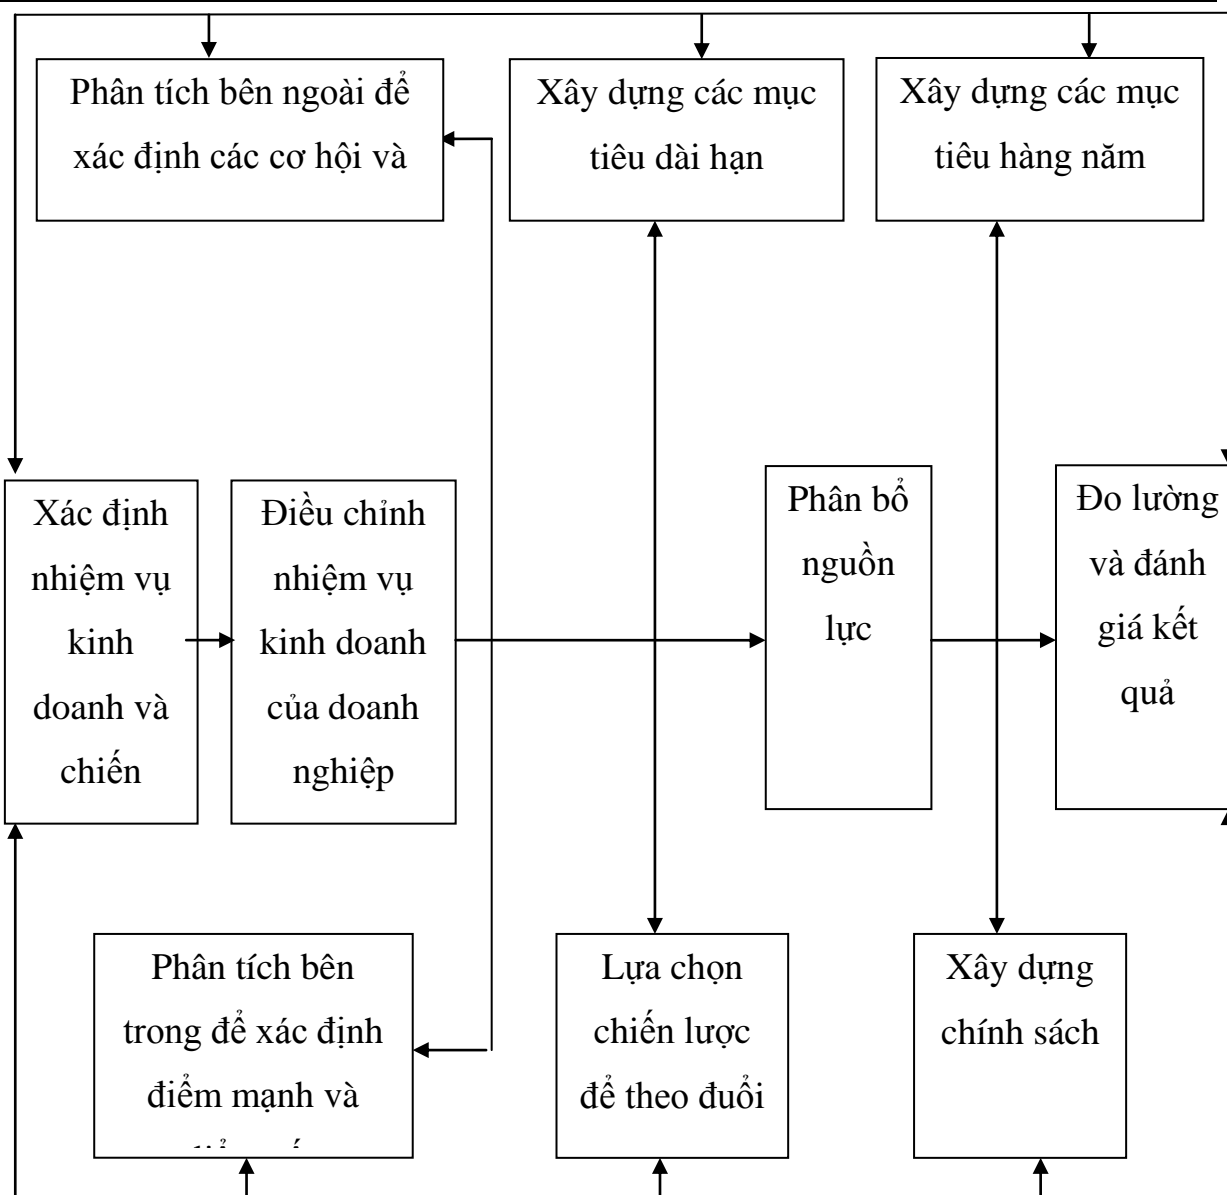 Phân tích bên ngoài để
xác định các cơ hội và
Xây dựng các mục
tiêu dài hạn
Xây dựng các mục
tiêu hàng năm
Xác định
nhiệm vụ
kinh
doanh và
chiến
Điều chỉnh
nhiệm vụ
kinh doanh
của doanh
nghiệp
Phân bổ
nguồn
lực
Đo lường
và đánh
giá kết
quả
Phân tích bên
trong để xác định
điểm mạnh và
Lựa chọn
chiến lược
để theo đuổi
Xây dựng
chính sách